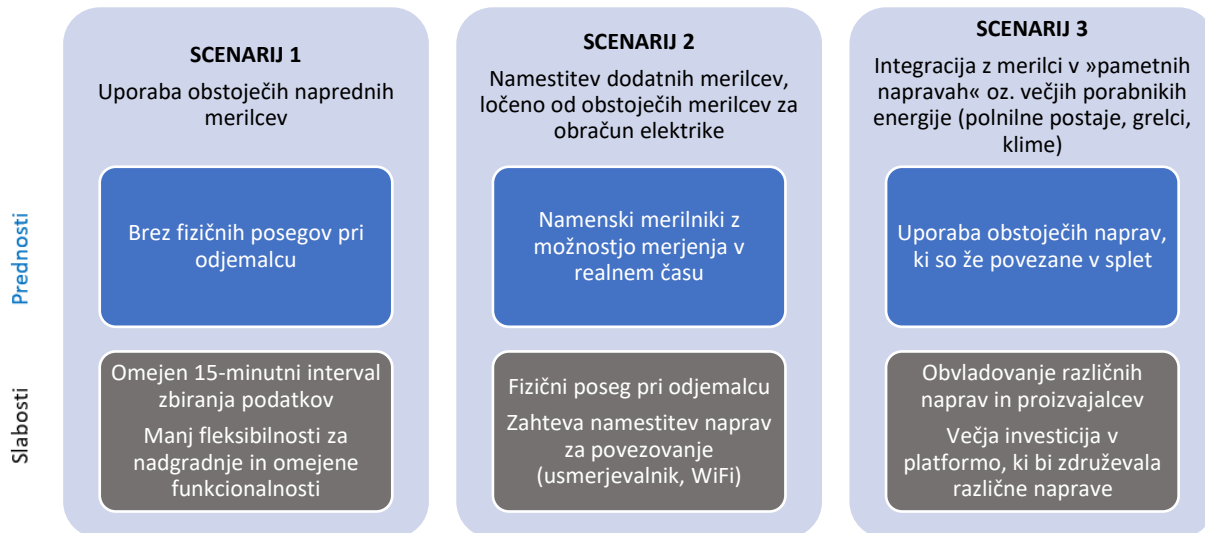 SCENARIJ 1
Uporaba obstoječih naprednih
merilcev
Brez fizičnih posegov pri
odjemalcu
Omejen 15-minutni interval
zbiranja podatkov
Manj fleksibilnosti za
nadgradnje in omejene
funkcionalnosti
SCENARIJ 2
Namestitev dodatnih merilcev,
ločeno od obstoječih merilcev za
obračun elektrike
Namenski merilniki z
možnostjo merjenja v
realnem času
Fizični poseg pri odjemalcu
Zahteva namestitev naprav
za povezovanje
(usmerjevalnik, WiFi)
SCENARIJ 3
Integracija z merilci v »pametnih
napravah« oz. večjih porabnikih
energije (polnilne postaje, grelci,
klime)
Uporaba obstoječih naprav,
ki so že povezane v splet
Obvladovanje različnih
naprav in proizvajalcev
Večja investicija v
platformo, ki bi združevala
različne naprave
Prednosti
Slabosti